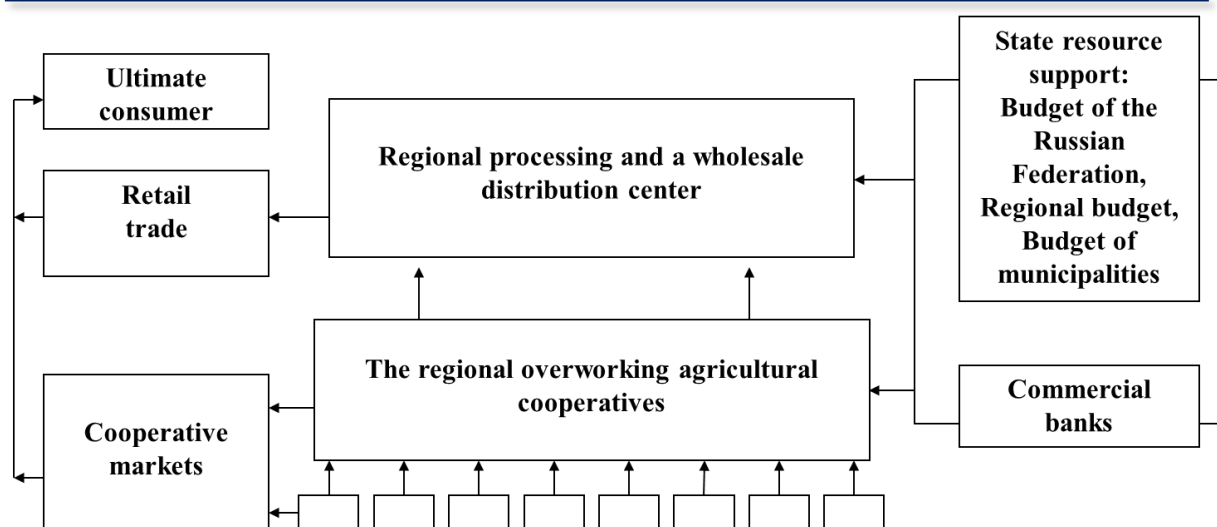 Ultimate
consumer
Retail
trade
Cooperative
markets
Regional processing and a wholesale
distribution center
The regional overworking agricultural
cooperatives
State resource
support:
Budget of the
Russian
Federation,
Regional budget,
Budget of
municipalities
Commercial
banks